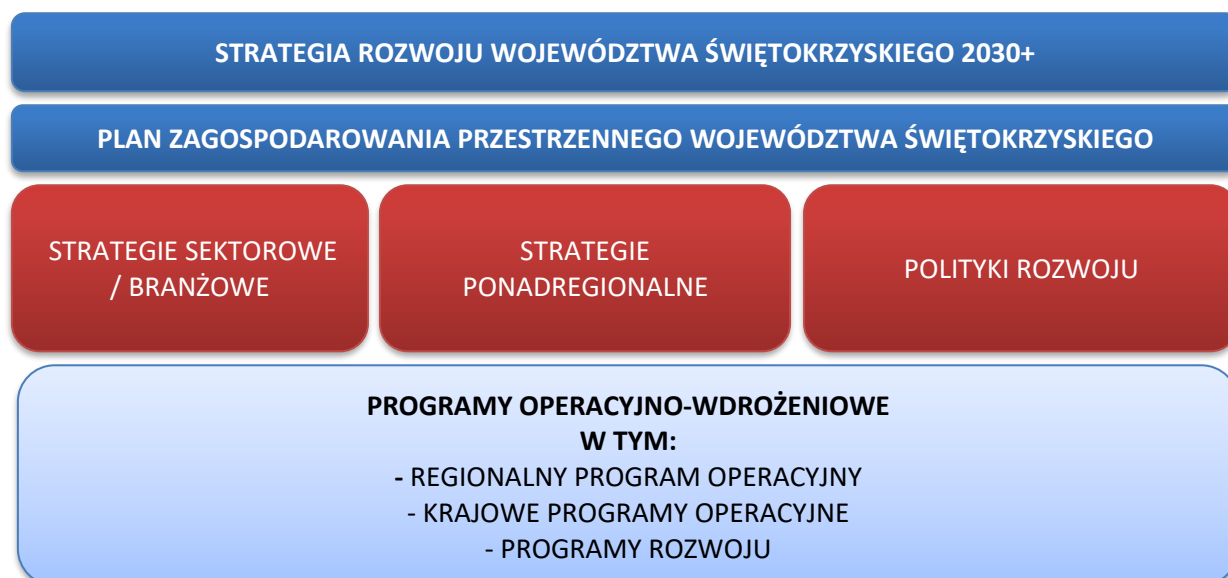 STRATEGIA ROZWOJU WOJEWÓDZTWA ŚWIĘTOKRZYSKIEGO 2030+
PLAN ZAGOSPODAROWANIA PRZESTRZENNEGO WOJEWÓDZTWA ŚWIĘTOKRZYSKIEGO
STRATEGIE SEKTOROWE
/ BRANŻOWE
STRATEGIE
PONADREGIONALNE
POLITYKI ROZWOJU
PROGRAMY OPERACYJNO-WDROŻENIOWE
W TYM:
- REGIONALNY PROGRAM OPERACYJNY
- KRAJOWE PROGRAMY OPERACYJNE
- PROGRAMY ROZWOJU